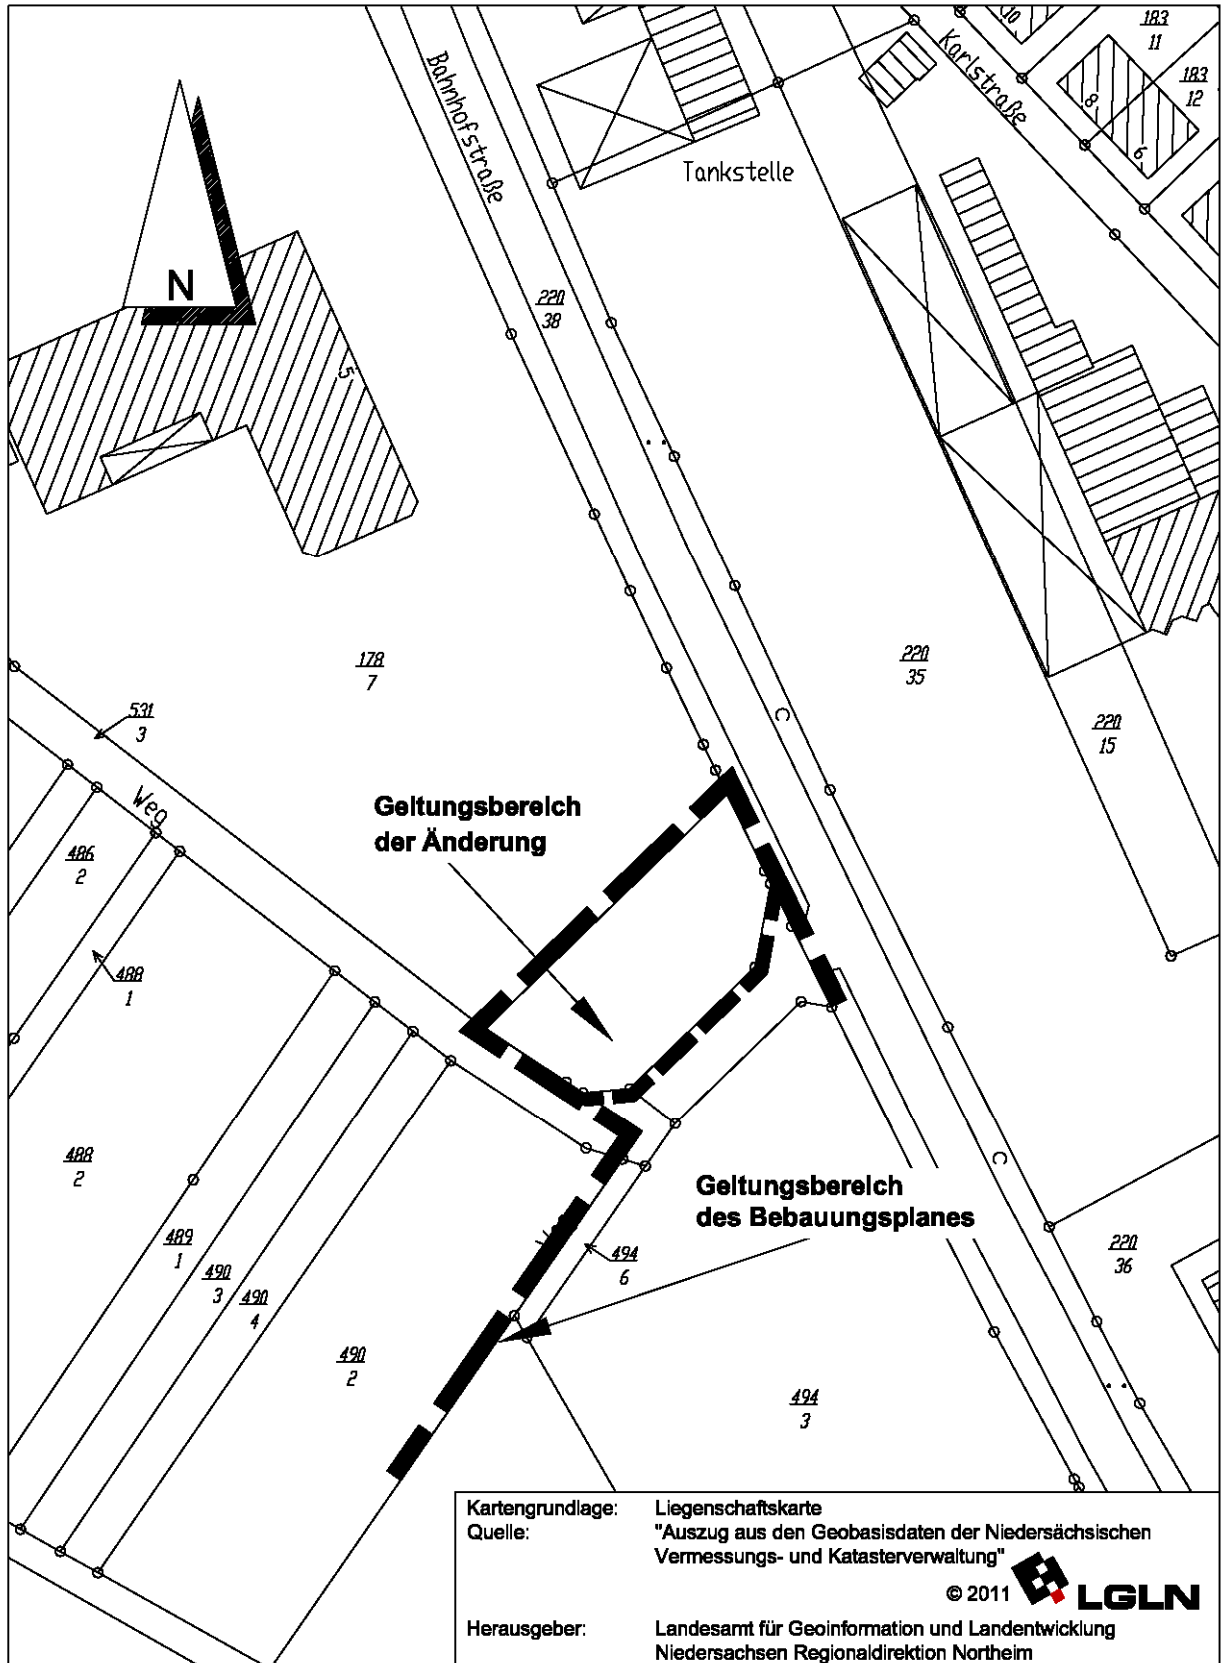 10
183
11
183
12
Karlstraße
8
6
Bahnhofstraße
Tankstelle
N
220
38
5
178
7
220
35
220
15
531
3
Weg
Geltungsbereich
der Änderung
486
2
488
1
488
2
489
1
490
3
490
4
490
2
Geltungsbereich
des Bebauungsplanes
494
6
220
36
494
3
Kartengrundlage: Liegenschaftskarte
Quelle: "Auszug aus den Geobasisdaten der Niedersächsischen
Vermessungs- und Katasterverwaltung"
© 2011 LGLN
Herausgeber: Landesamt für Geoinformation und Landentwicklung
Niedersachsen Regionaldirektion Northeim